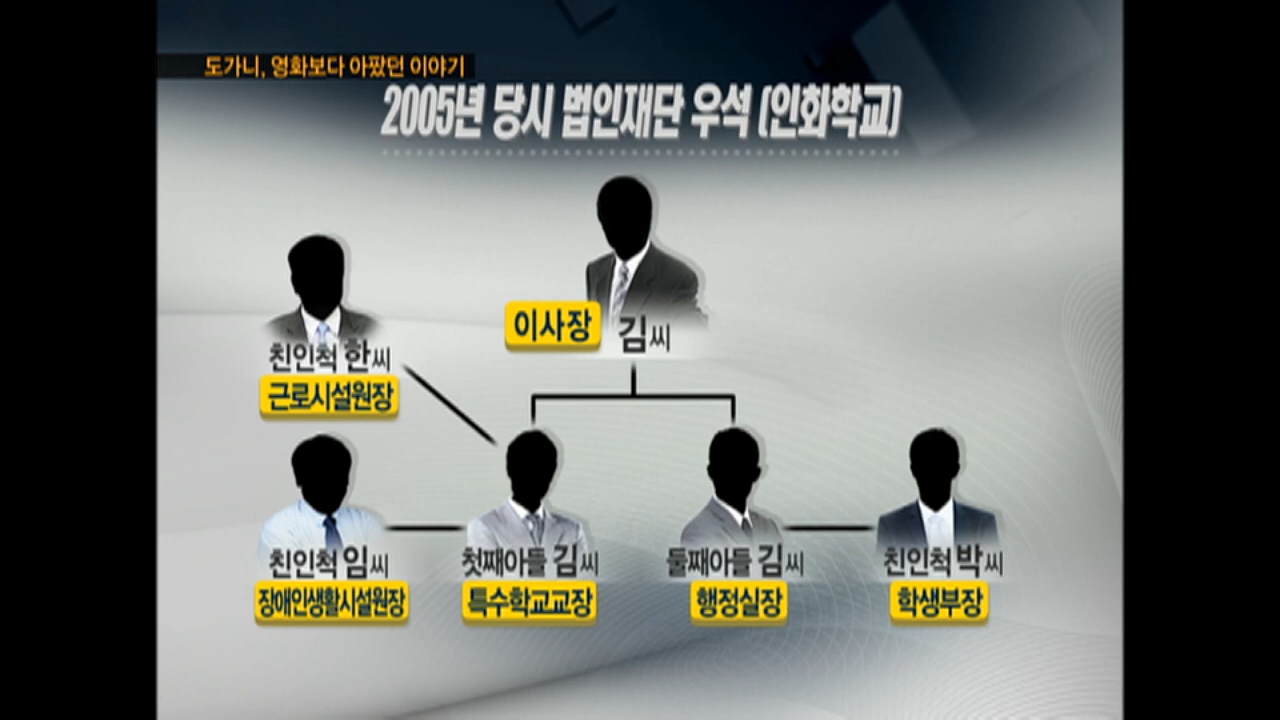 도가니, 영화보다 아팠던 이야기
2005년 당시 법인재단 우석 (인화학교)
이사장 김씨
친인척 한씨
근로시설원장
친인척 임씨
장애인생활시설원장
첫째아들 김씨
특수학교교장
둘째아들 김씨
행정실장
친인척 박씨
학생부장